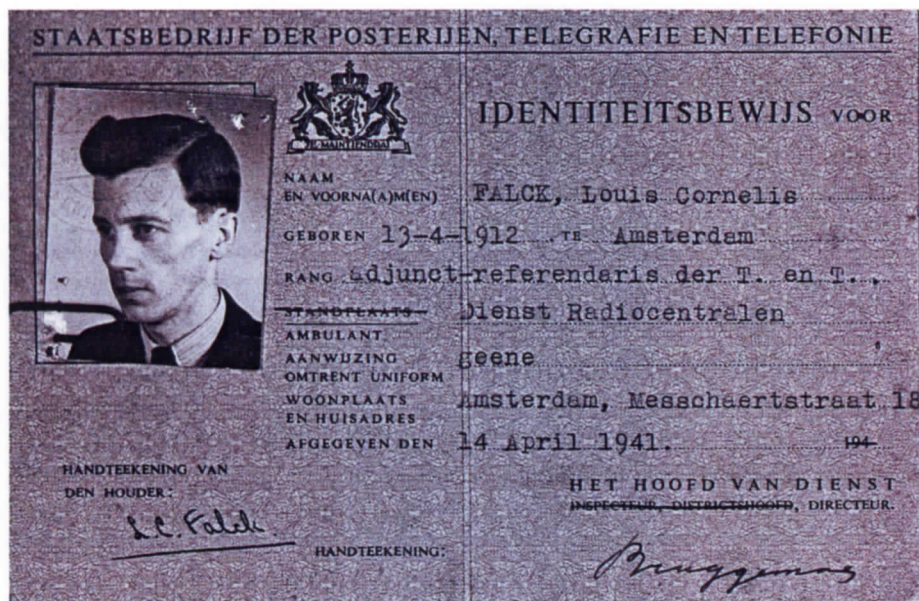 STAATSBEDRIJF DER POSTERIJEN, TELEGRAFIE EN TELEFONIE
IDENTITEITSBEWIJS VOOR
JE MAINTIENDRAI
NAAM
EN VOORNA(A)M(EN) FALCK, Louis Cornelis
GEBOREN 13-4-1912 TE Amsterdam
RANG adjunct-referendaris der T. en T.
STANDPLAATS Dienst Radiocentralen
AMBULANT
AANWIJZING geene
OMTRENT UNIFORM
WOONPLAATS Amsterdam, Messchaertstraat 18
EN HUISADRES
AFGEGEVEN DEN 14 April 1941. 194
HANDTEEKENING VAN
DEN HOUDER:
L.C. Falck.
HET HOOFD VAN DIENST
INSPECTEUR, DISTRICTSHOOFD, DIRECTEUR.
HANDTEEKENING: